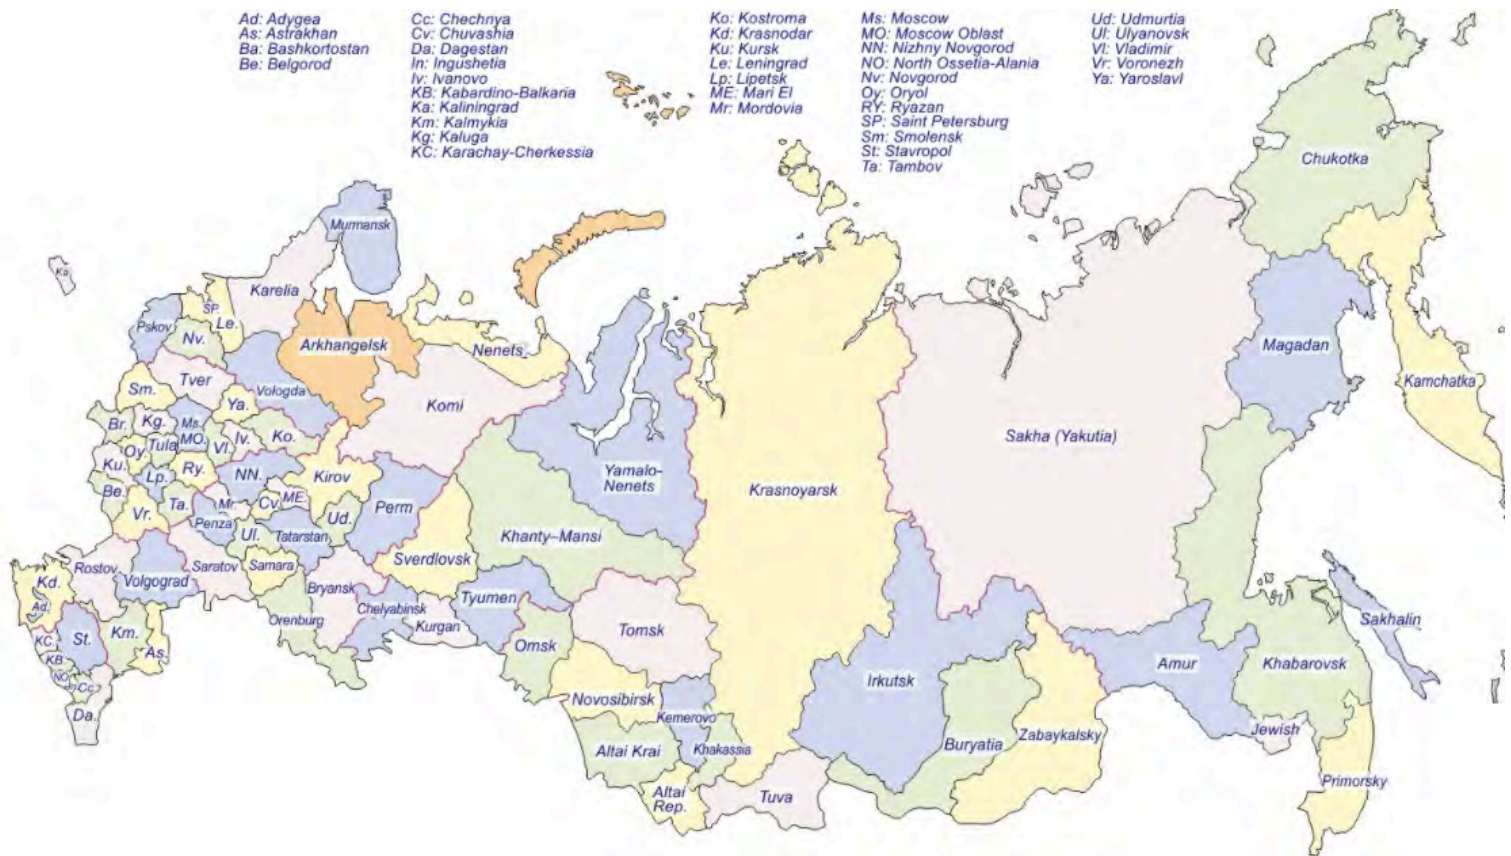 Ad: Adygea
As: Astrakhan
Ba: Bashkortostan
Be: Belgorod
Cc: Chechnya
Cv: Chuvashia
Da: Dagestan
In: Ingushetia
Iv: Ivanovo
KB: Kabardino-Balkaria
Ka: Kaliningrad
Km: Kalmykia
Kg: Kaluga
KC: Karachay-Cherkessia
Ko: Kostroma
Kd: Krasnodar
Ku: Kursk
Le: Leningrad
Lp: Lipetsk
ME: Mari El
Mr: Mordovia
Ms: Moscow
MO: Moscow Oblast
NN: Nizhny Novgorod
NO: North Ossetia-Alania
Nv: Novgorod
Oy: Oryol
RY: Ryazan
SP: Saint Petersburg
Sm: Smolensk
St: Stavropol
Ta: Tambov
Ud: Udmurtia
Ul: Ulyanovsk
Vl: Vladimir
Vr: Voronezh
Ya: Yaroslavl
Chukotka
Murmansk
Ka
Karelia
SP.
Le.
Pskov
Nv.
Arkhangelsk
Nenets
Magadan
Kamchatka
Tver
Sm.
Vologda
Ya.
Komi
Br.
Kg.
Ms.
MO.
Tula
Vl.
Iv.
Ko.
Oy.
Ku.
Lp.
Ry.
NN.
Kirov
Yamalo-
Nenets
Krasnoyarsk
Sakha (Yakutia)
Be.
Vr.
Ta.
Mr.
Cv.
ME.
Perm
Penza
Ul.
Tatarstan
Ud.
Khanty–Mansi
Sverdlovsk
Rostov
Volgograd
Saratov
Samara
Bryansk
Kd.
Ad.
Orenburg
Chelyabinsk
Kurgan
Tyumen
Omsk
Tomsk
Sakhalin
KC.
St.
Km.
As.
KB
NO
Cc.
Da.
Novosibirsk
Kemerovo
Altai Krai
Khakassia
Altai
Rep.
Tuva
Irkutsk
Buryatia
Zabaykalsky
Amur
Khabarovsk
Jewish
Primorsky